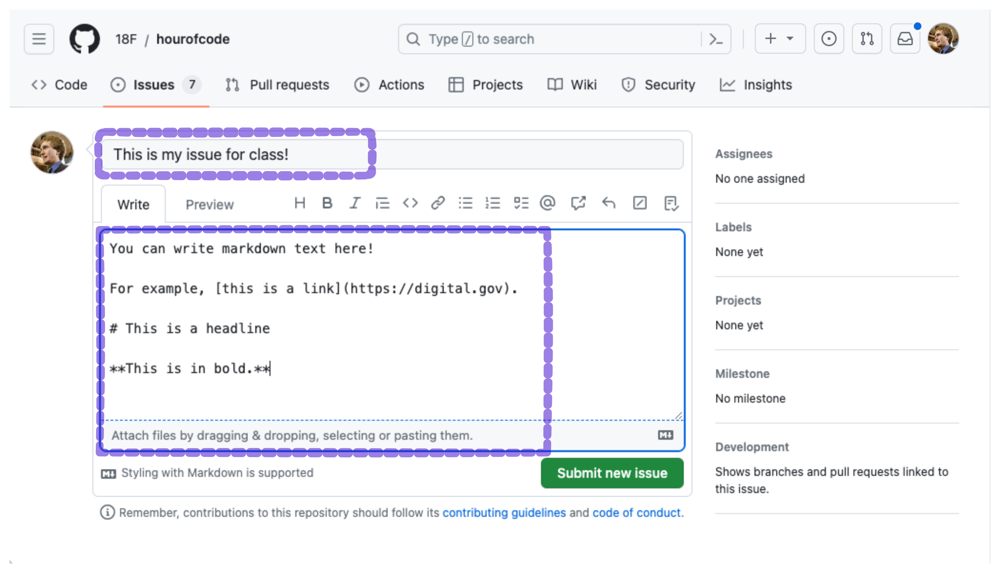 18F / hourofcode
Type / to search
Code
Issues 7
Pull requests
Actions
Projects
Wiki
Security
Insights
This is my issue for class!
Write
Preview
You can write markdown text here!
For example, [this is a link](https://digital.gov).
# This is a headline
**This is in bold.**
Attach files by dragging & dropping, selecting or pasting them.
Styling with Markdown is supported
Submit new issue
Remember, contributions to this repository should follow its contributing guidelines and code of conduct.
Assignees
No one assigned
Labels
None yet
Projects
None yet
Milestone
No milestone
Development
Shows branches and pull requests linked to
this issue.